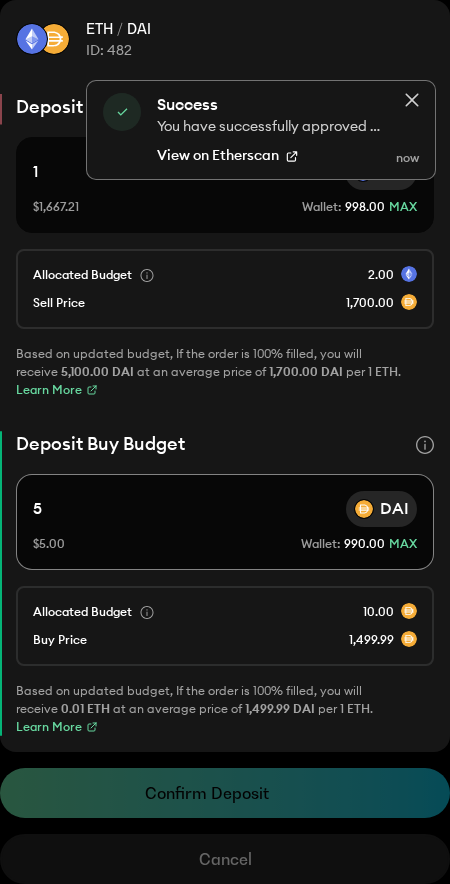 ETH / DAI
ID: 482
Deposit
Success
You have successfully approved ...
View on Etherscan
now
1
$1,667.21
Wallet: 998.00 MAX
Allocated Budget
2.00
Sell Price
1,700.00
Based on updated budget, If the order is 100% filled, you will
receive 5,100.00 DAI at an average price of 1,700.00 DAI per 1 ETH.
Learn More
Deposit Buy Budget
5
DAI
$5.00
Wallet: 990.00 MAX
Allocated Budget
10.00
Buy Price
1,499.99
Based on updated budget, If the order is 100% filled, you will
receive 0.01 ETH at an average price of 1,499.99 DAI per 1 ETH.
Learn More
Confirm Deposit
Cancel